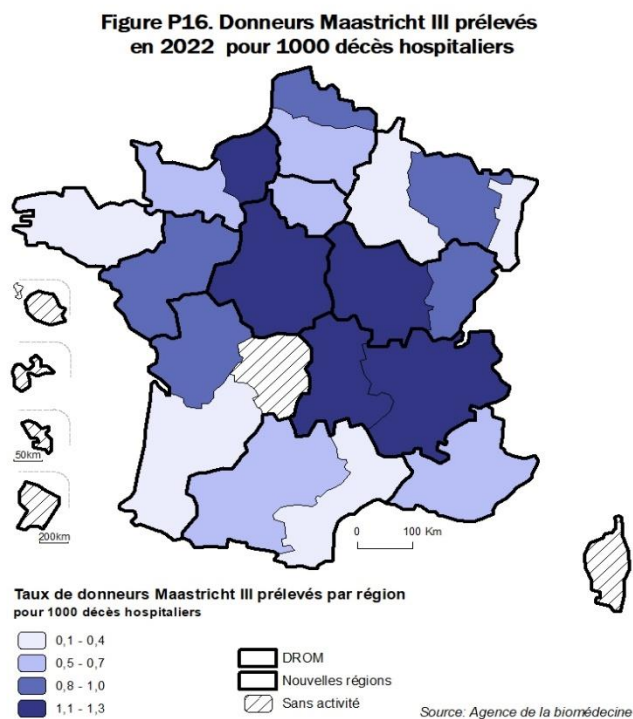 Figure P16. Donneurs Maastricht III prélevés
en 2022 pour 1000 décès hospitaliers
50km
200km
0 100 Km
Taux de donneurs Maastricht III prélevés par région
pour 1000 décès hospitaliers
0,1 - 0,4
0,5 - 0,7
0,8 - 1,0
1,1 - 1,3
DROM
Nouvelles régions
Sans activité
Source: Agence de la biomédecine